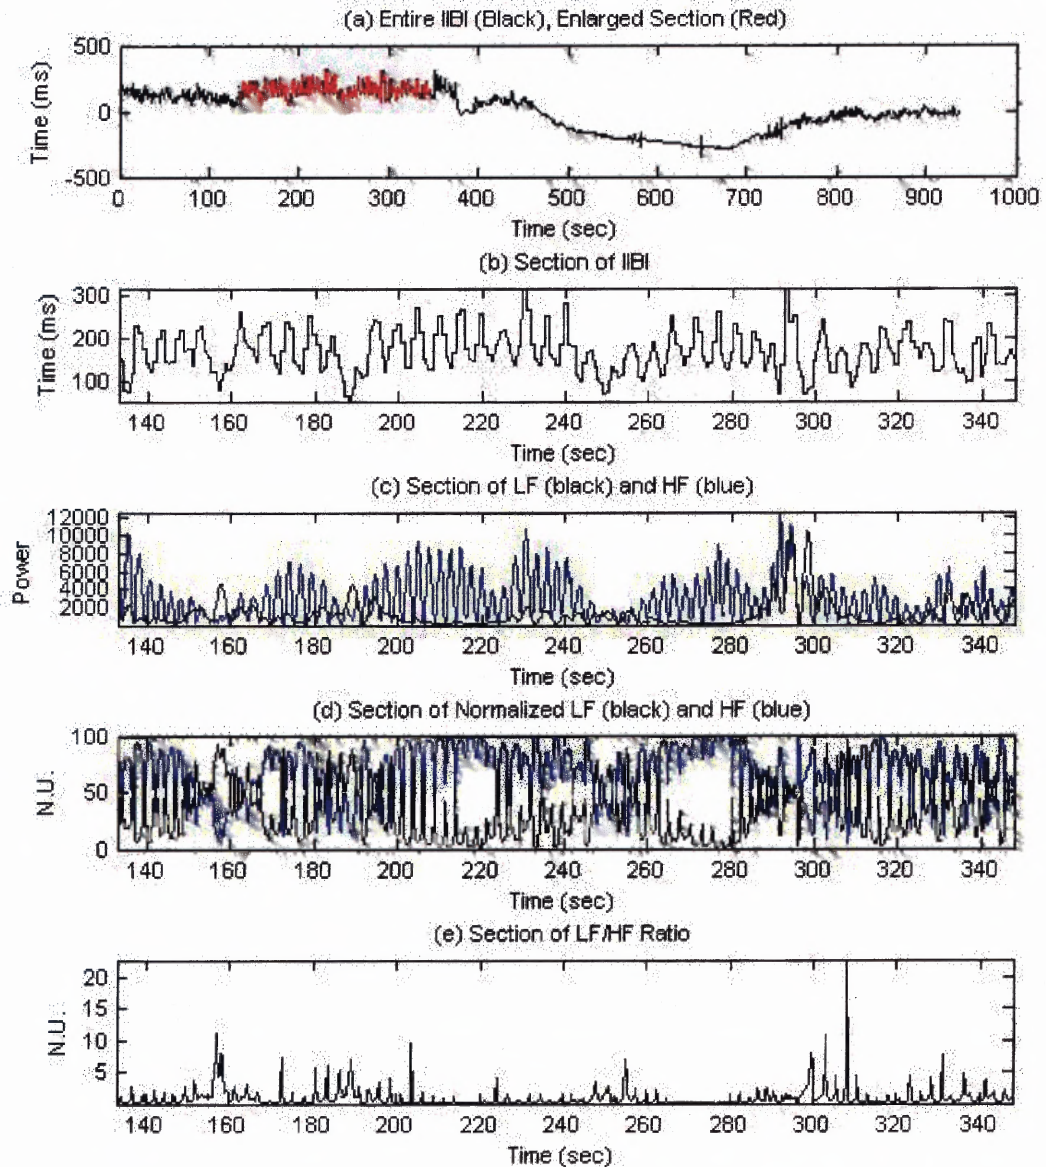 (a) Entire IIBI (Black), Enlarged Section (Red)
500
0
-500
Time (ms)
0 100 200 300 400 500 600 700 800 900 1000
Time (sec)
(b) Section of IIBI
300
200
100
Time (ms)
140 160 180 200 220 240 260 280 300 320 340
Time (sec)
(c) Section of LF (black) and HF (blue)
12000
10000
8000
6000
4000
2000
Power
140 160 180 200 220 240 260 280 300 320 340
Time (sec)
(d) Section of Normalized LF (black) and HF (blue)
100
50
0
N.U.
140 160 180 200 220 240 260 280 300 320 340
Time (sec)
(e) Section of LF/HF Ratio
20
15
10
5
N.U.
140 160 180 200 220 240 260 280 300 320 340
Time (sec)